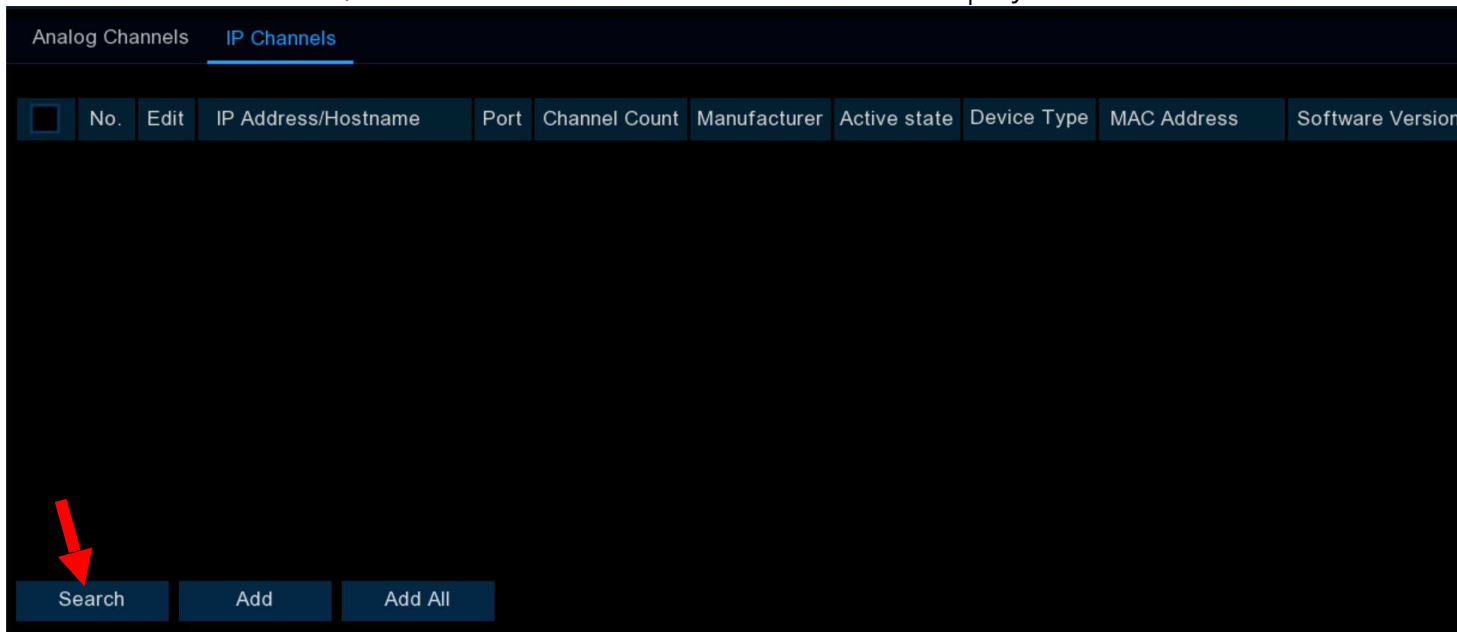 Analog Channels IP Channels
No. Edit IP Address/Hostname Port Channel Count Manufacturer Active state Device Type MAC Address Software Version
Search Add Add All